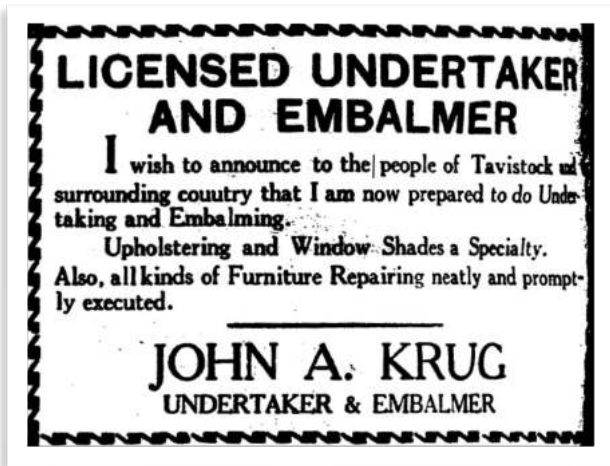 LICENSED UNDERTAKER
AND EMBALMER
I wish to announce to the people of Tavistock and
surrounding couutry that I am now prepared to do Under-
taking and Embalming.
Upholstering and Window Shades a Specialty.
Also, all kinds of Furniture Repairing neatly and prompt-
ly executed.
JOHN A. KRUG
UNDERTAKER & EMBALMER